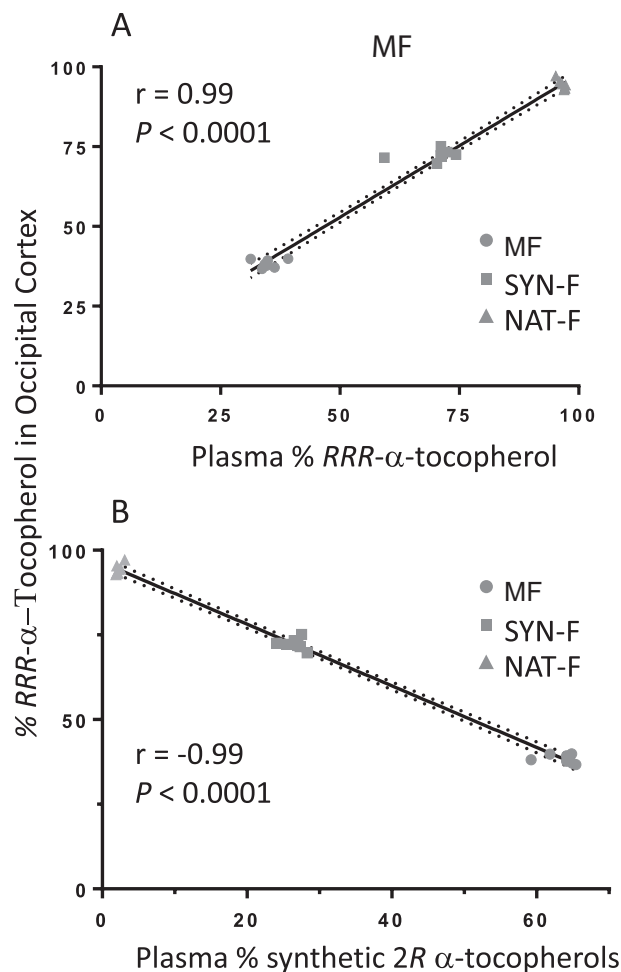 A
MF
r = 0.99
P < 0.0001
100
75
50
25
0
MF
SYN-F
NAT-F
0 25 50 75 100
Plasma % RRR-α-tocopherol
% RRR-α–Tocopherol in Occipital Cortex
B
100
50
0
MF
SYN-F
NAT-F
r = -0.99
P < 0.0001
0 20 40 60
Plasma % synthetic 2R α-tocopherols